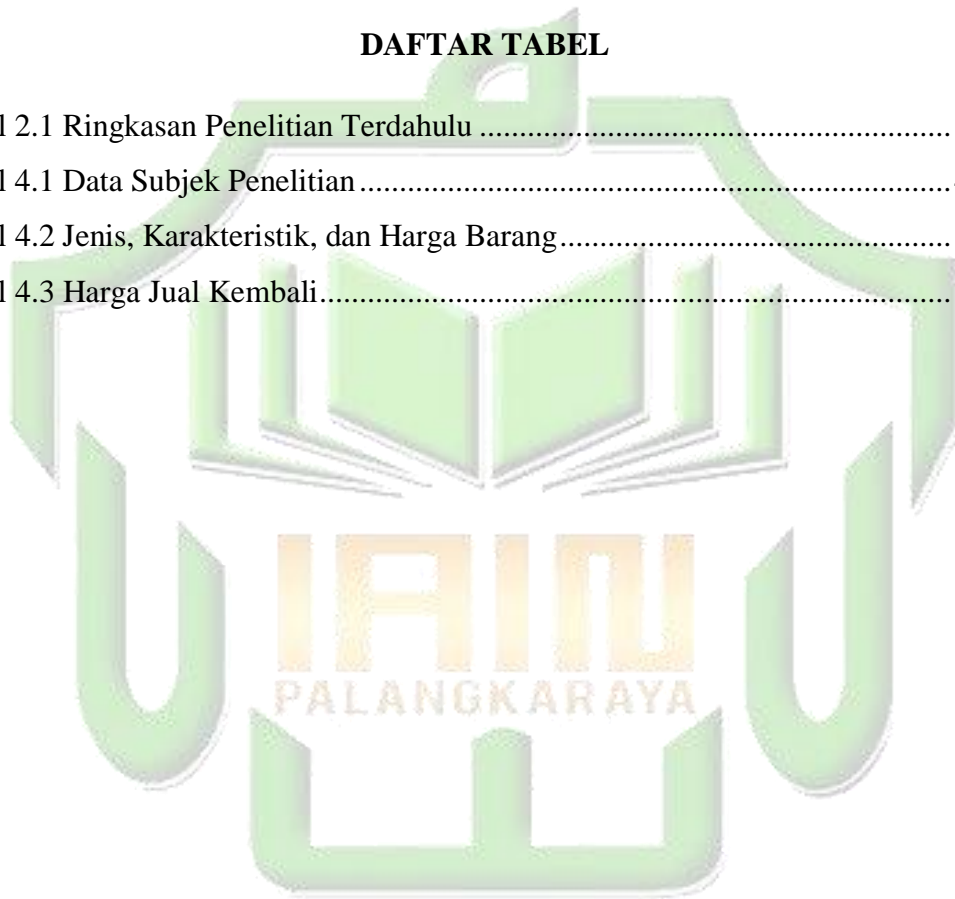 DAFTAR TABEL
l 2.1 Ringkasan Penelitian Terdahulu ..........................................................
l 4.1 Data Subjek Penelitian .........................................................................
l 4.2 Jenis, Karakteristik, dan Harga Barang ................................................
l 4.3 Harga Jual Kembali ..............................................................................
IAIN
PALANGKARAYA